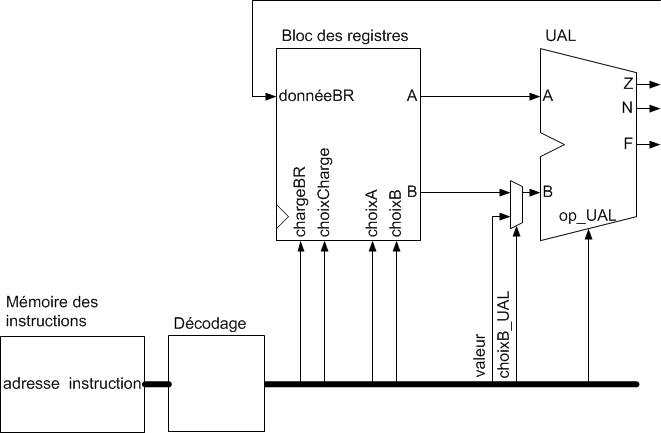 Bloc des registres
UAL
donnéeBR
A
A
Z
N
F
B
B
chargeBR
choixCharge
choixA
choixB
op_UAL
Mémoire des
instructions
Décodage
valeur
choixB_UAL
adresse instruction